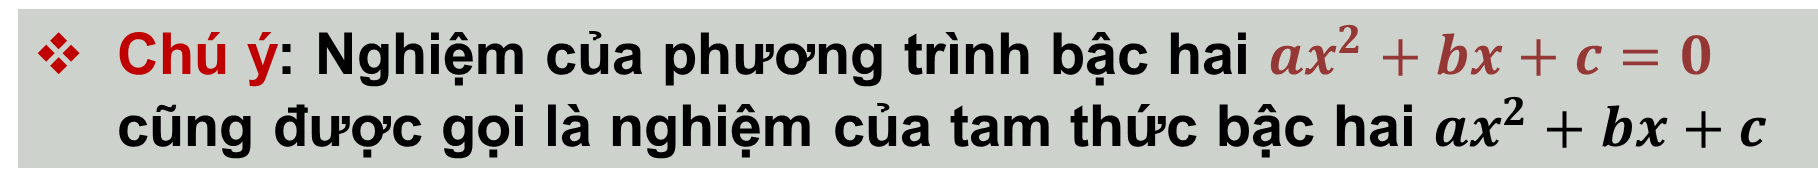 ❖ Chú ý: Nghiệm của phương trình bậc hai ax² + bx + c = 0
cũng được gọi là nghiệm của tam thức bậc hai ax² + bx + c